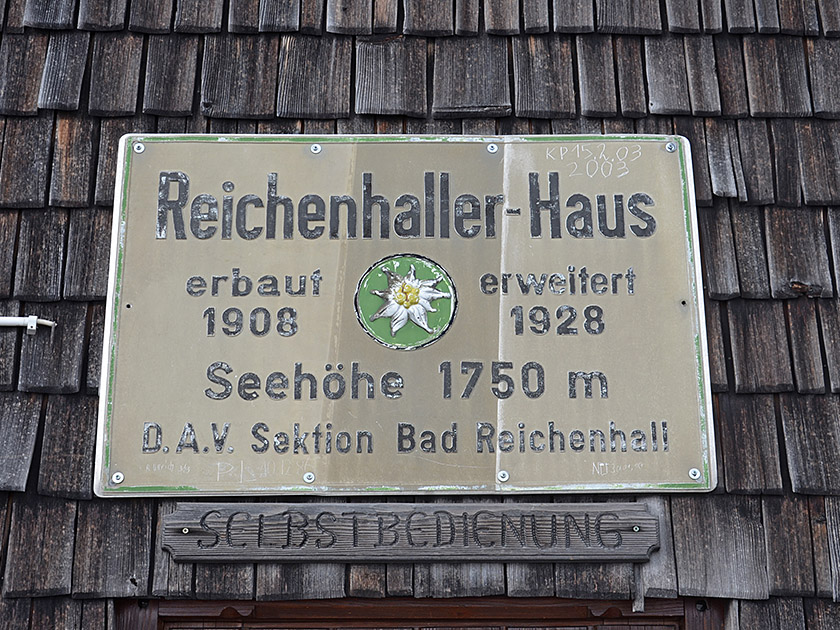 KP 15.2.03
2003
Reichenhaller-Haus
erbaut erweitert
1908 1928
Seehöhe 1750 m
D.A.V. Sektion Bad Reichenhall
SELBSTBEDIENUNG